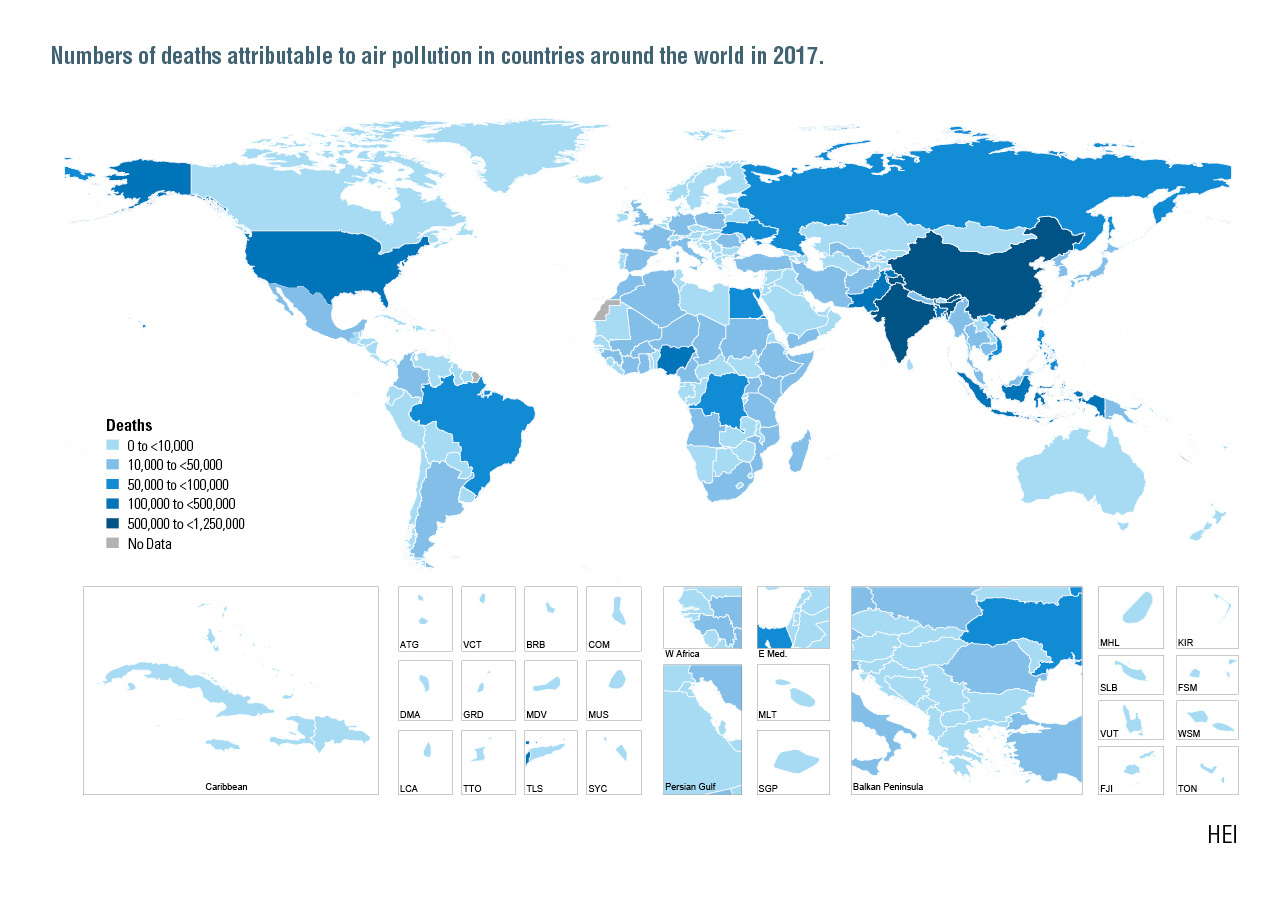 Numbers of deaths attributable to air pollution in countries around the world in 2017.
Deaths
0 to <10,000
10,000 to <50,000
50,000 to <100,000
100,000 to <500,000
500,000 to <1,250,000
No Data
Caribbean
ATG
VCT
BRB
COM
DMA
GRD
MDV
MUS
LCA
TTO
TLS
SYC
W Africa
E Med.
Persian Gulf
MLT
SGP
Balkan Peninsula
MHL
KIR
SLB
FSM
VUT
WSM
FJI
TON
HEI